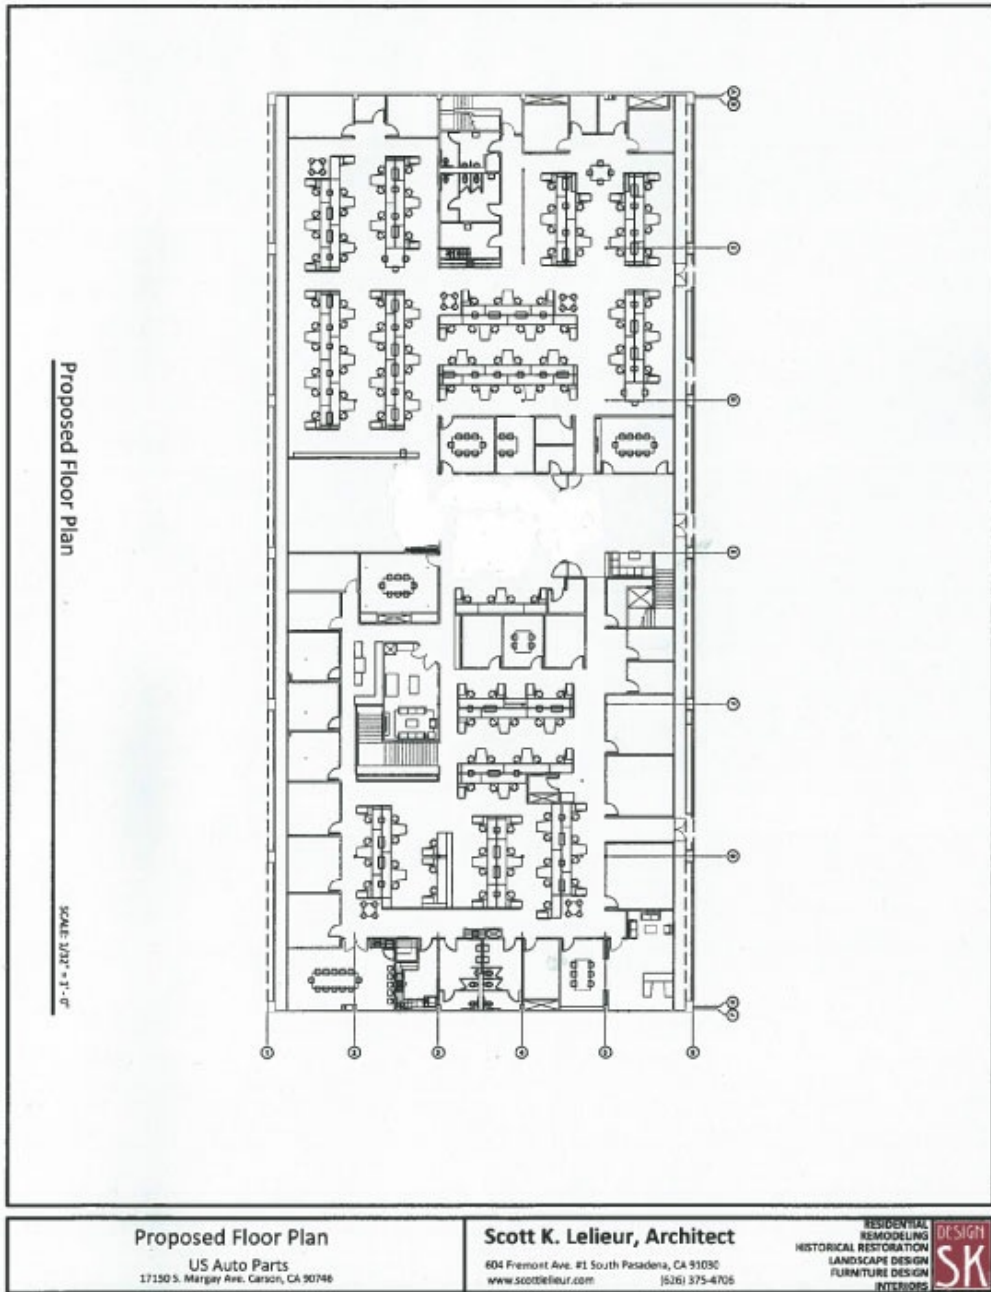 Proposed Floor Plan
SCALE: 1/32" = 1'-0"
Proposed Floor Plan
US Auto Parts
17150 S. Margay Ave. Carson, CA 90746
Scott K. Lelieur, Architect
604 Fremont Ave. #1 South Pasadena, CA 91030
www.scottlelieur.com (626) 375-4706
RESIDENTIAL
REMODELING
HISTORICAL RESTORATION
LANDSCAPE DESIGN
FURNITURE DESIGN
INTERIORS
DESIGN
SK